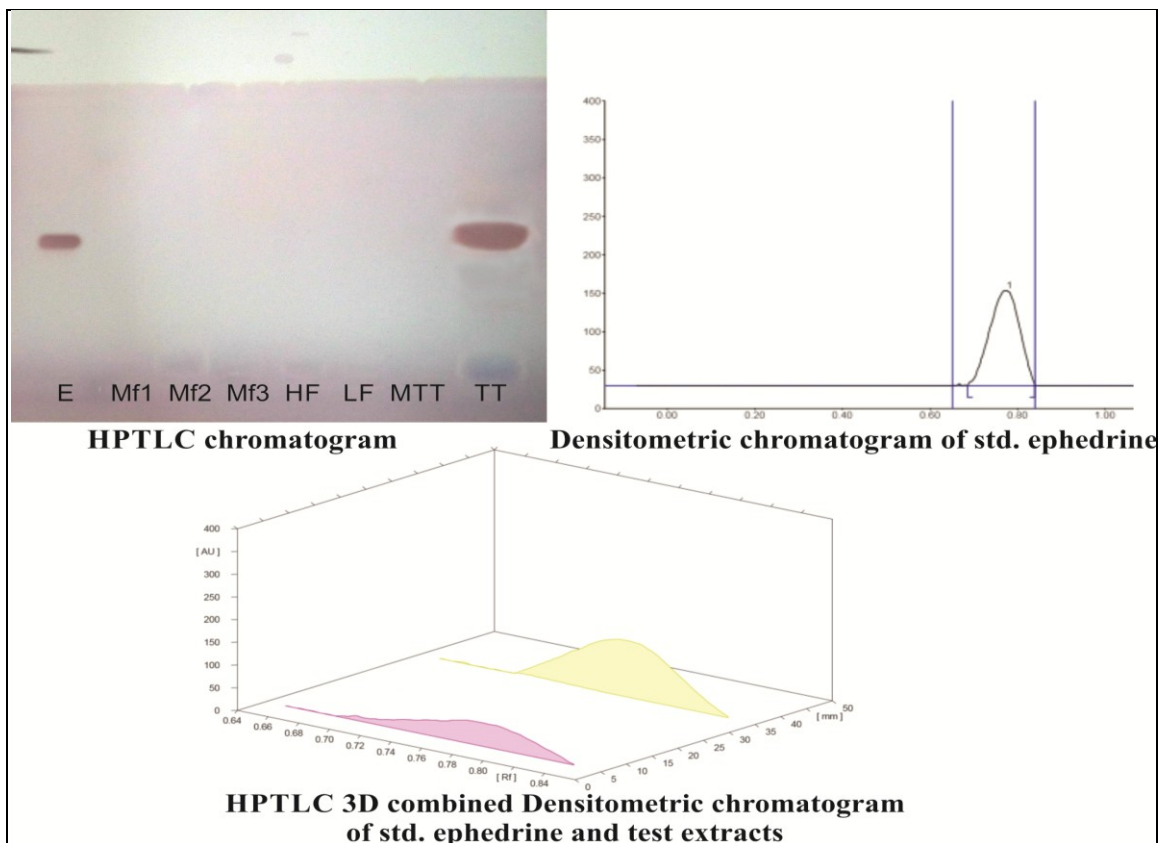 E Mf1 Mf2 Mf3 HF LF MTT TT
HPTLC chromatogram
400
350
300
250
200
150
100
50
0
1
0.00 0.20 0.40 0.60 0.80 1.00
Densitometric chromatogram of std. ephedrine
400
[ AU ]
300
250
200
150
100
50
0
0.64 0.66 0.68 0.70 0.72 0.74 0.76 0.78 0.80 [ Rf ] 0.84
0 5 10 15 20 25 30 35 40 [ mm ] 50
HPTLC 3D combined Densitometric chromatogram
of std. ephedrine and test extracts